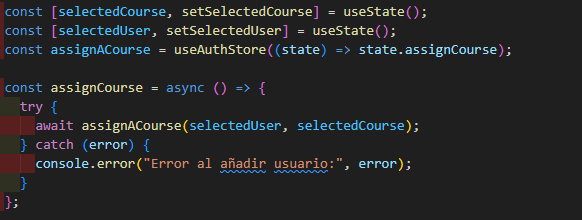 const [selectedCourse, setSelectedCourse] = useState();
const [selectedUser, setSelectedUser] = useState();
const assignACourse = useAuthStore((state) => state.assignCourse);
const assignCourse = async () => {
try {
await assignACourse(selectedUser, selectedCourse);
} catch (error) {
console.error("Error al añadir usuario:", error);
}
};